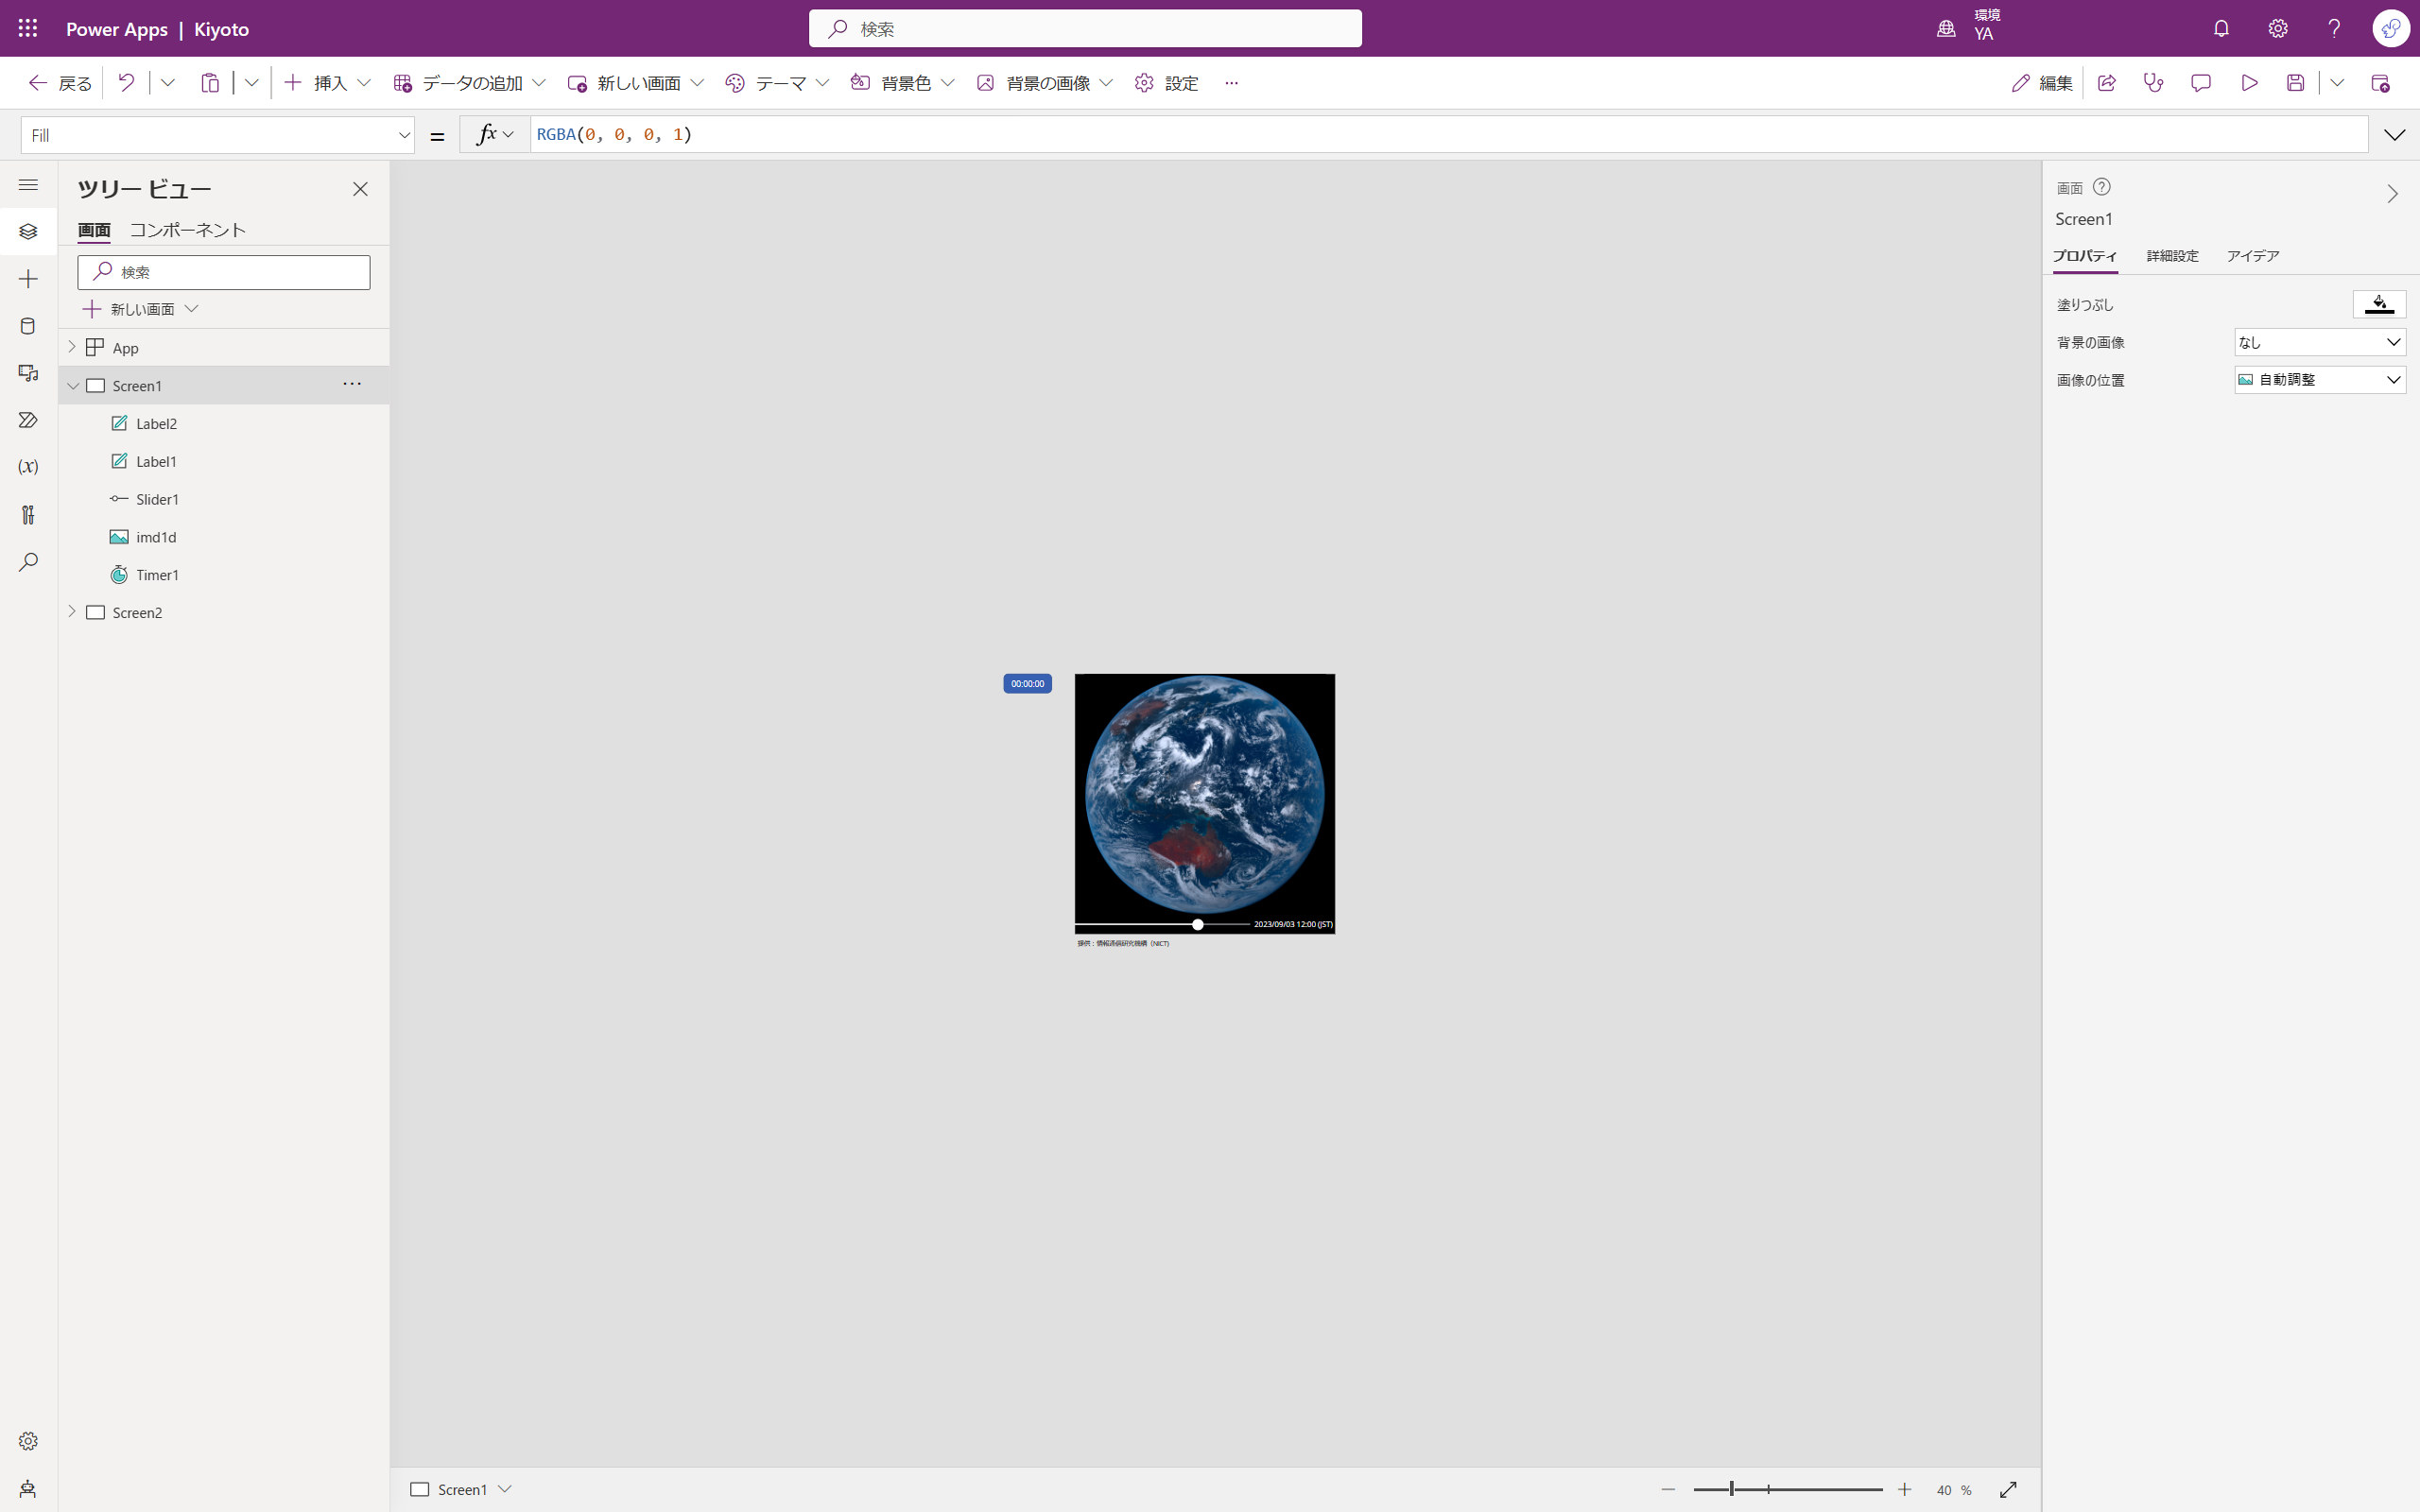 Power Apps | Kiyoto
検索
環境
YA
戻る
挿入
データの追加
新しい画面
テーマ
背景色
背景の画像
設定
編集
Fill
=
fx
RGBA(0, 0, 0, 1)
ツリー ビュー
画面
コンポーネント
検索
新しい画面
App
Screen1
Label2
Label1
Slider1
imd1d
Timer1
Screen2
00:00:00
2023/09/03 12:00 (JST)
提供：情報通信研究機構（NICT)
画面
Screen1
プロパティ
詳細設定
アイデア
塗りつぶし
背景の画像
なし
画像の位置
自動調整
Screen1
40 %